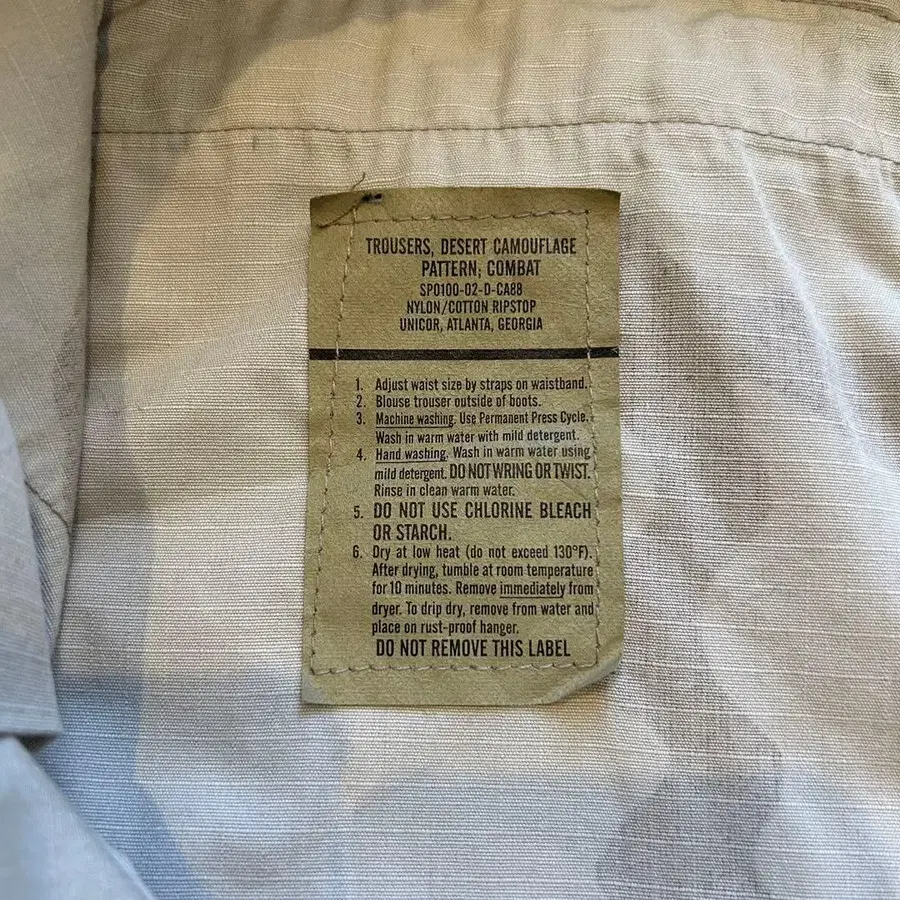 TROUSERS, DESERT CAMOUFLAGE
PATTERN; COMBAT
SPO100-02-D-CA88
NYLON/COTTON RIPSTOP
UNICOR, ATLANTA, GEORGIA
1. Adjust waist size by straps on waistband.
2. Blouse trouser outside of boots.
3. Machine washing. Use Permanent Press Cycle.
Wash in warm water with mild detergent.
4. Hand washing. Wash in warm water using
mild detergent. DO NOT WRING OR TWIST.
Rinse in clean warm water.
5. DO NOT USE CHLORINE BLEACH
OR STARCH.
6. Dry at low heat (do not exceed 130°F).
After drying, tumble at room temperature
for 10 minutes. Remove immediately from
dryer. To drip dry, remove from water and
place on rust-proof hanger.
DO NOT REMOVE THIS LABEL